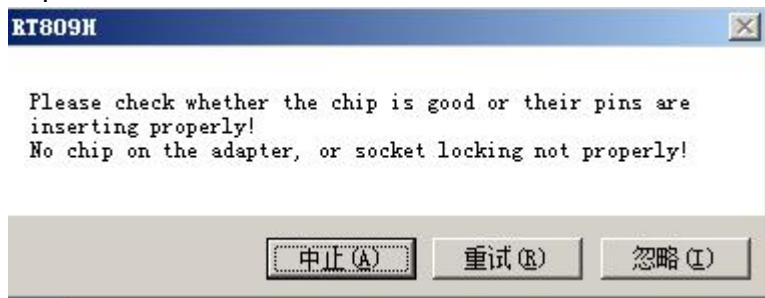 RT809H
Please check whether the chip is good or their pins are
inserting properly!
No chip on the adapter, or socket locking not properly!
中止(A) 重试(R) 忽略(I)